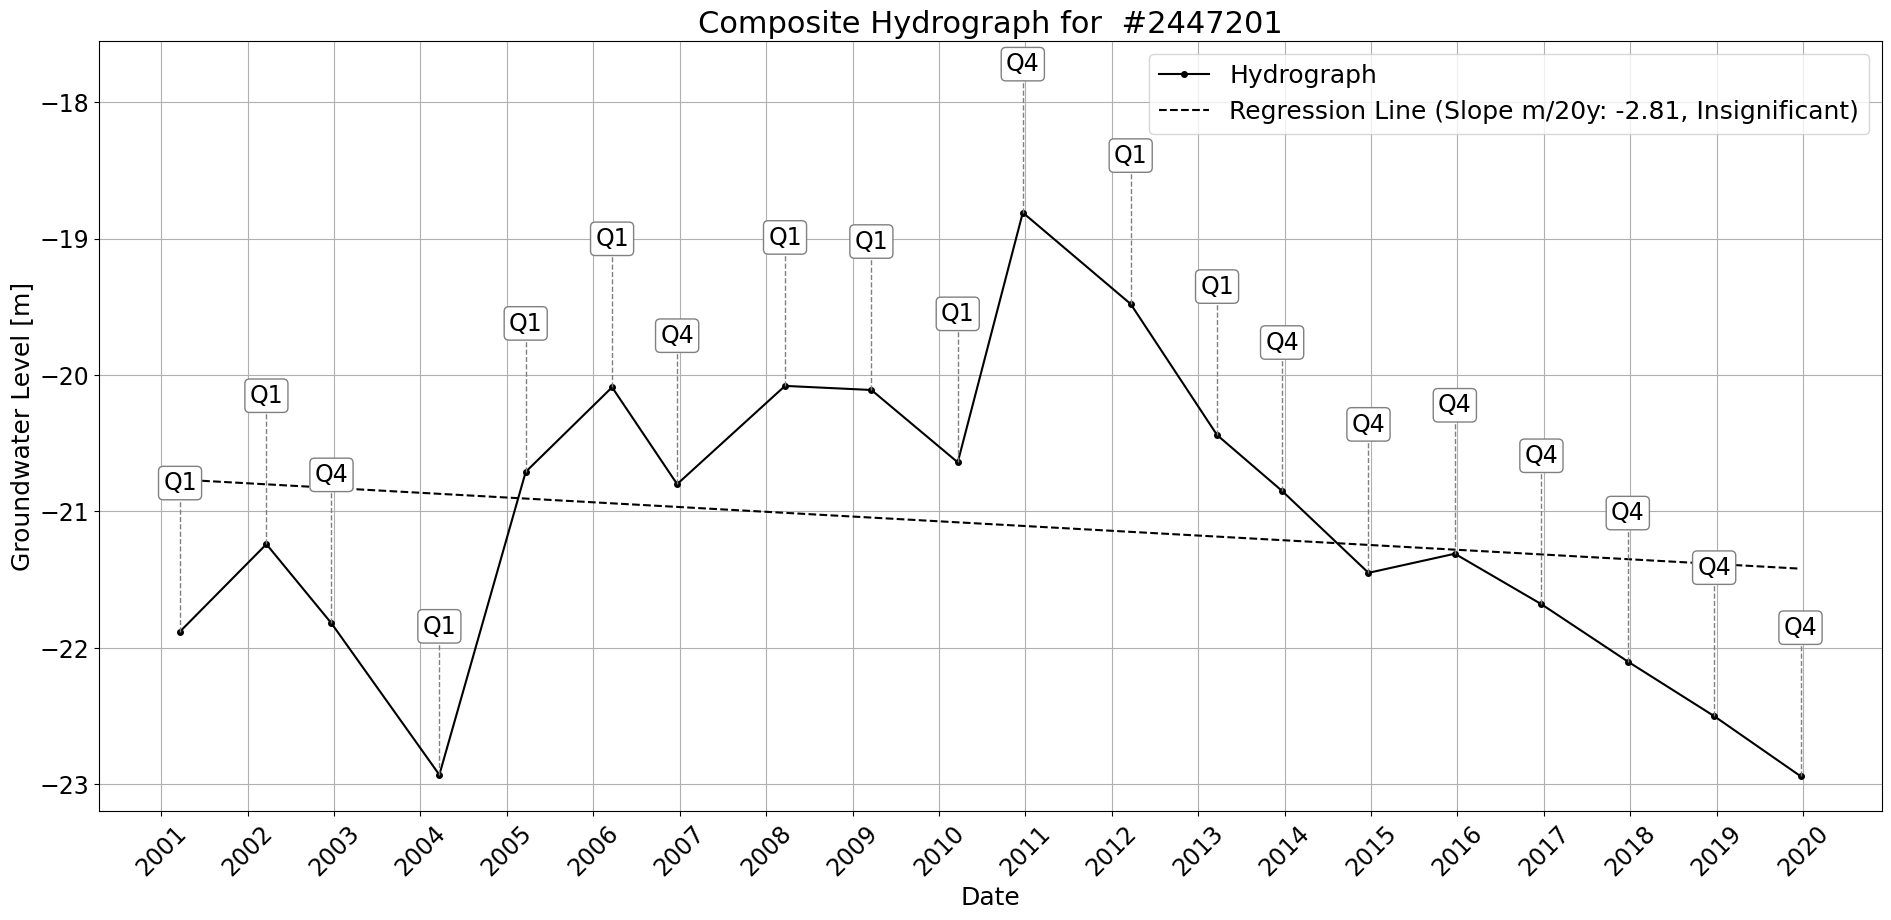 Composite Hydrograph for #2447201
Hydrograph
Regression Line (Slope m/20y: -2.81, Insignificant)
Groundwater Level [m]
−18
−19
−20
−21
−22
−23
Q1
Q1
Q4
Q1
Q1
Q1
Q4
Q1
Q1
Q1
Q4
Q1
Q1
Q4
Q4
Q4
Q4
Q4
Q4
Q4
2001
2002
2003
2004
2005
2006
2007
2008
2009
2010
2011
2012
2013
2014
2015
2016
2017
2018
2019
2020
Date